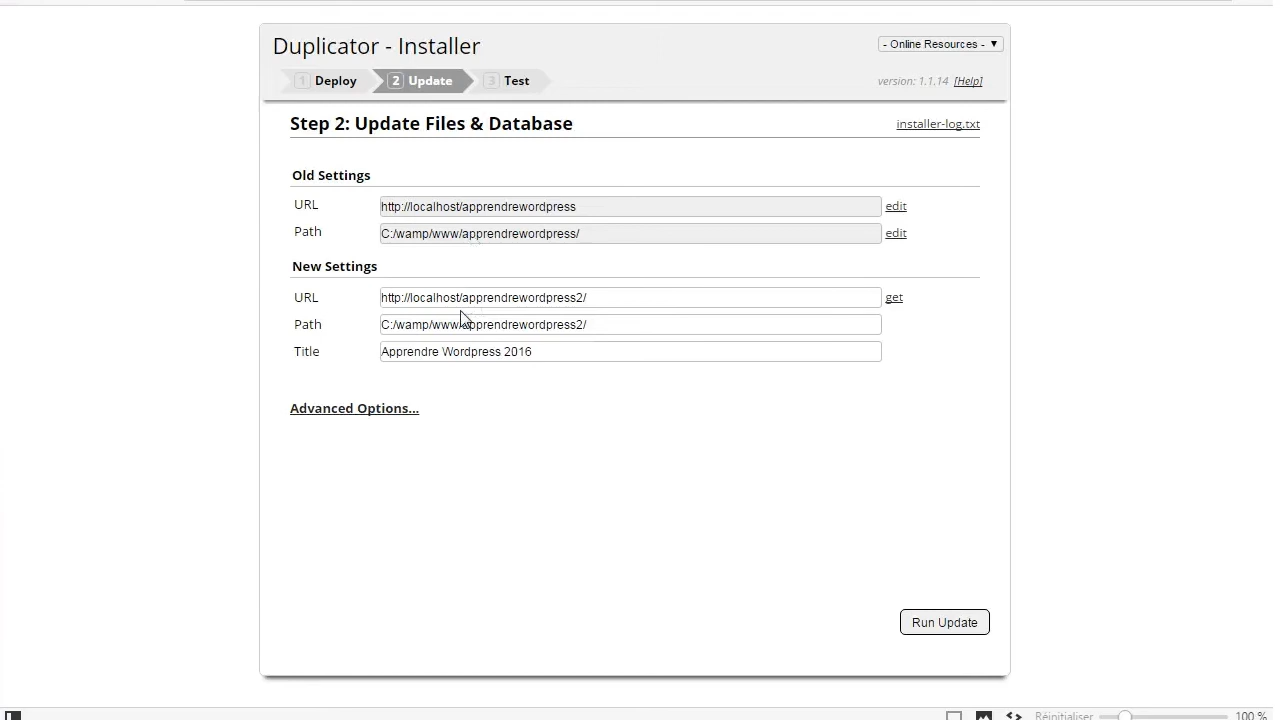 Duplicator - Installer
- Online Resources - ▼
1 Deploy 2 Update 3 Test
version: 1.1.14 [Help]
Step 2: Update Files & Database
installer-log.txt
Old Settings
URL http://localhost/apprendrewordpress edit
Path C:/wamp/www/apprendrewordpress/ edit
New Settings
URL http://localhost/apprendrewordpress2/ get
Path C:/wamp/www/apprendrewordpress2/
Title Apprendre Wordpress 2016
Advanced Options...
Run Update
Réinitialiser 100 %